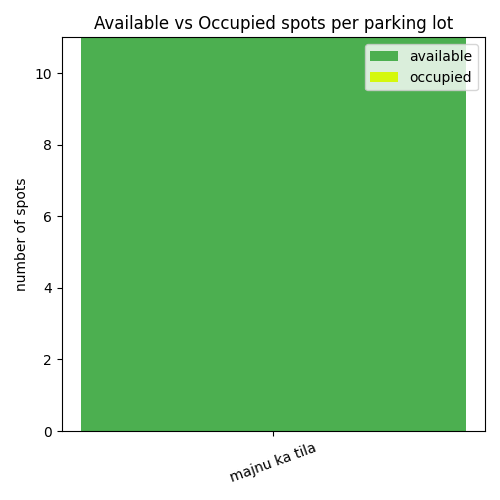 Available vs Occupied spots per parking lot
available
occupied
10
8
6
4
2
0
number of spots
majnu ka tila